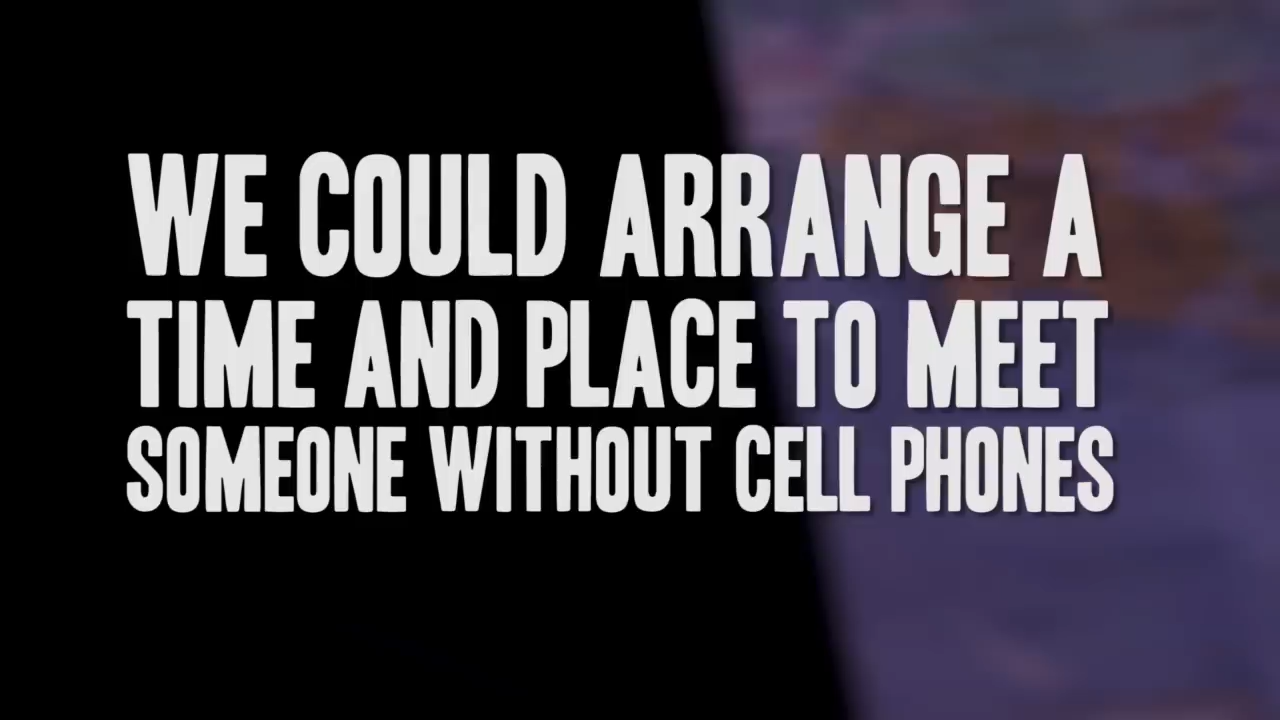 WE COULD ARRANGE A
TIME AND PLACE TO MEET
SOMEONE WITHOUT CELL PHONES